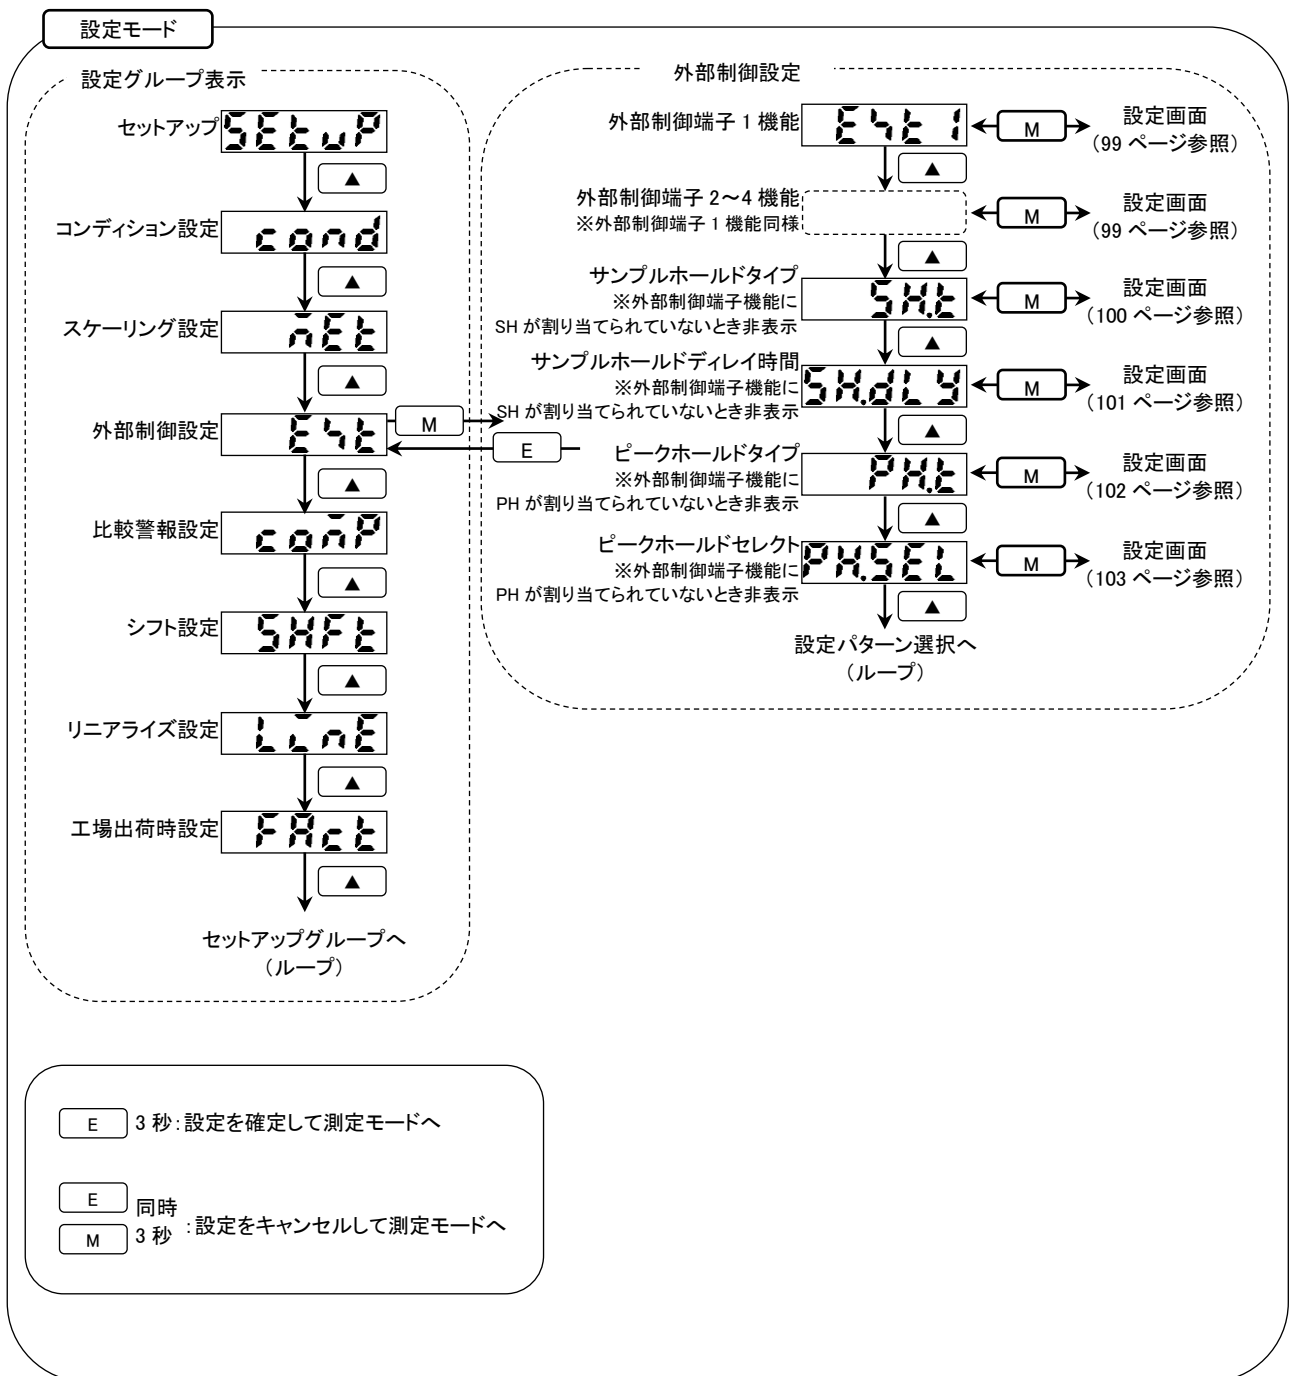 設定モード
設定グループ表示
セットアップ
SEtuP
▲
コンディション設定
cond
▲
スケーリング設定
mEt
▲
外部制御設定
Ext
M
E
▲
比較警報設定
comP
▲
シフト設定
SHFt
▲
リニアライズ設定
LinE
▲
工場出荷時設定
FAct
▲
セットアップグループへ
(ループ)
外部制御設定
外部制御端子 1 機能
Ext1
M
設定画面
(99 ページ参照)
▲
外部制御端子 2~4 機能
※外部制御端子 1 機能同様
M
設定画面
(99 ページ参照)
▲
サンプルホールドタイプ
※外部制御端子機能に
SH が割り当てられていないとき非表示
SH.t
M
設定画面
(100 ページ参照)
▲
サンプルホールドディレイ時間
※外部制御端子機能に
SH が割り当てられていないとき非表示
SH.dLY
M
設定画面
(101 ページ参照)
▲
ピークホールドタイプ
※外部制御端子機能に
PH が割り当てられていないとき非表示
PH.t
M
設定画面
(102 ページ参照)
▲
ピークホールドセレクト
※外部制御端子機能に
PH が割り当てられていないとき非表示
PH.SEL
M
設定画面
(103 ページ参照)
▲
設定パターン選択へ
(ループ)
E 3 秒:設定を確定して測定モードへ
E 同時
M 3 秒 :設定をキャンセルして測定モードへ